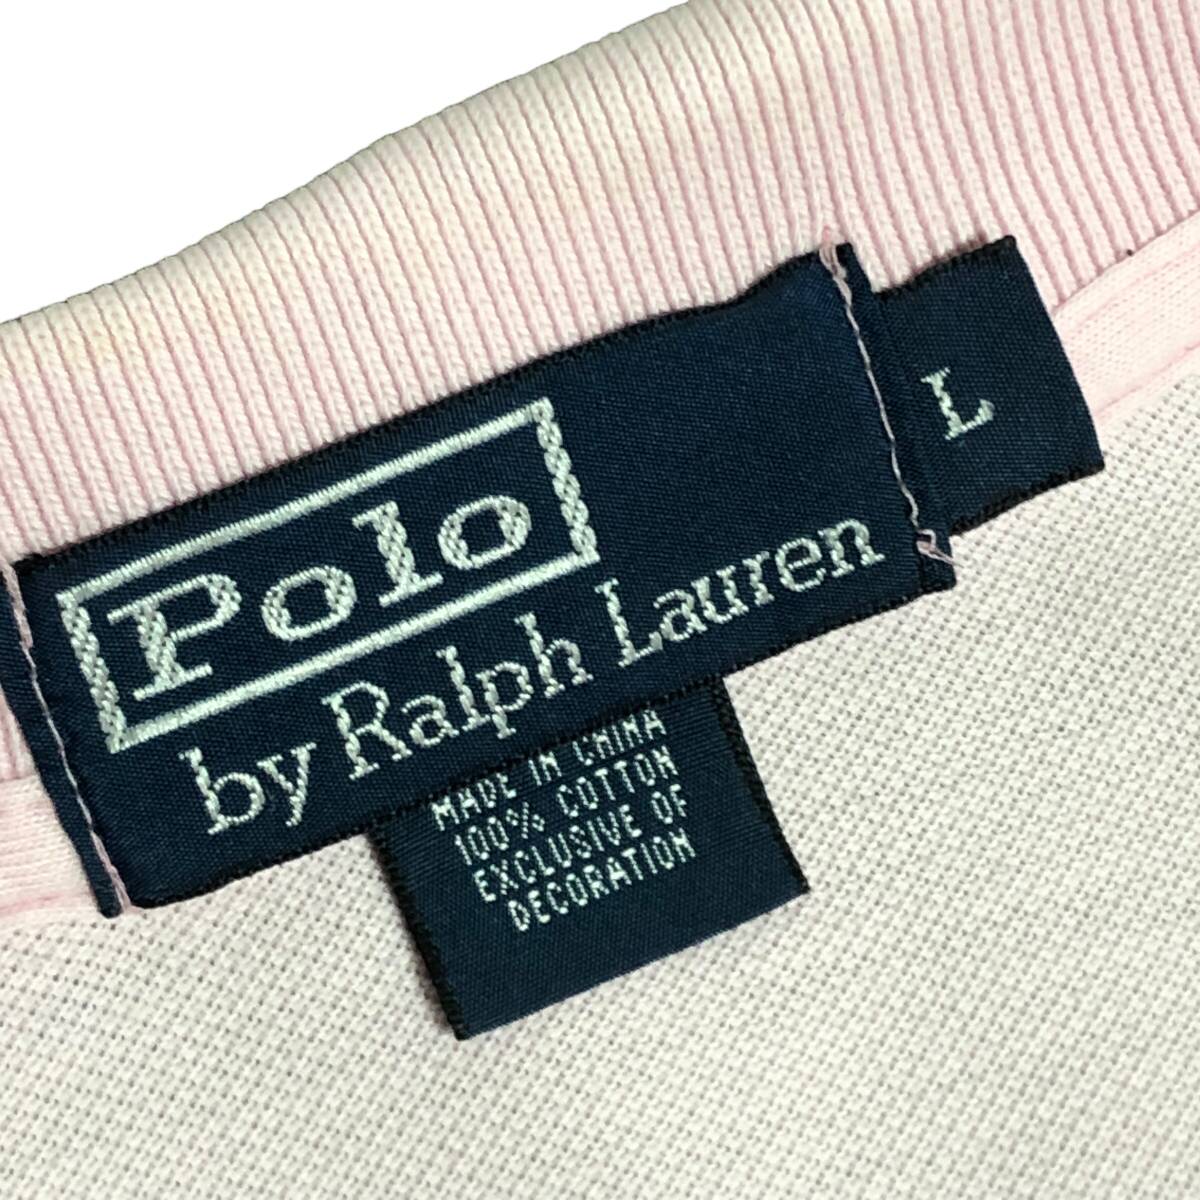 Polo
by Ralph Lauren
L
MADE IN CHINA
100% COTTON
EXCLUSIVE OF
DECORATION